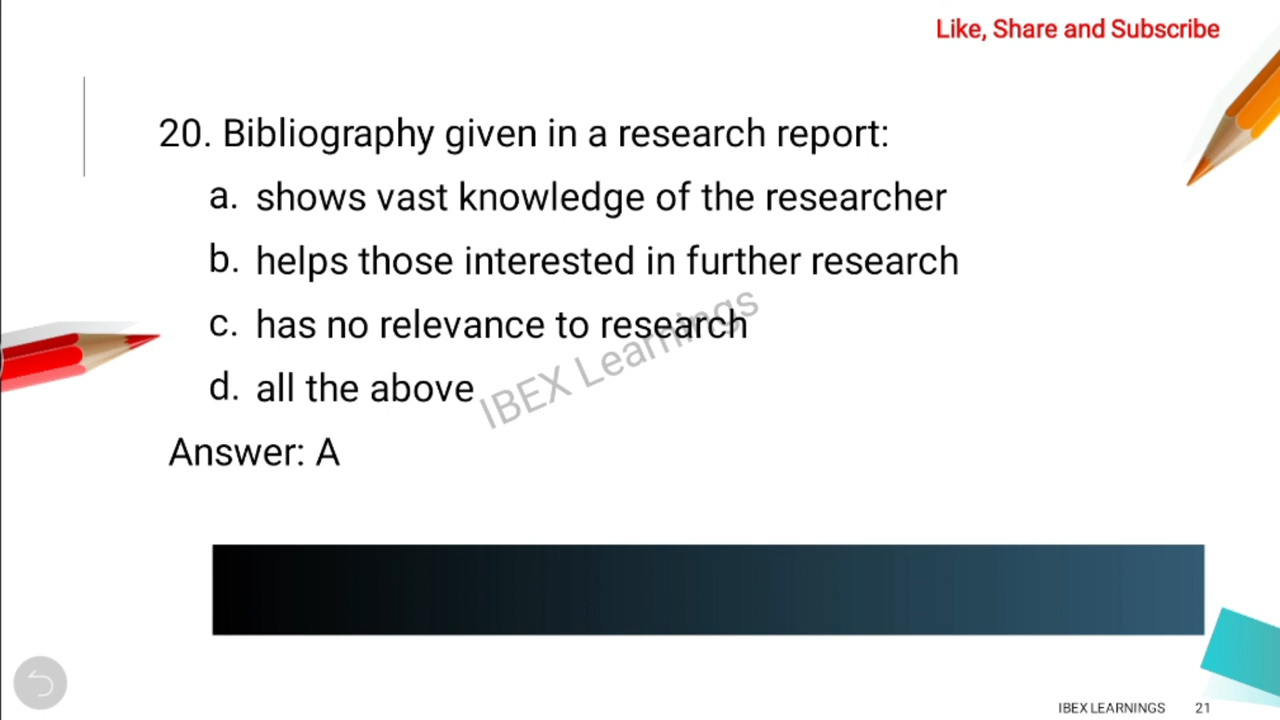 Like, Share and Subscribe
20. Bibliography given in a research report:
a. shows vast knowledge of the researcher
b. helps those interested in further research
c. has no relevance to research
d. all the above
IBEX Learnings
Answer: A
IBEX LEARNINGS 21